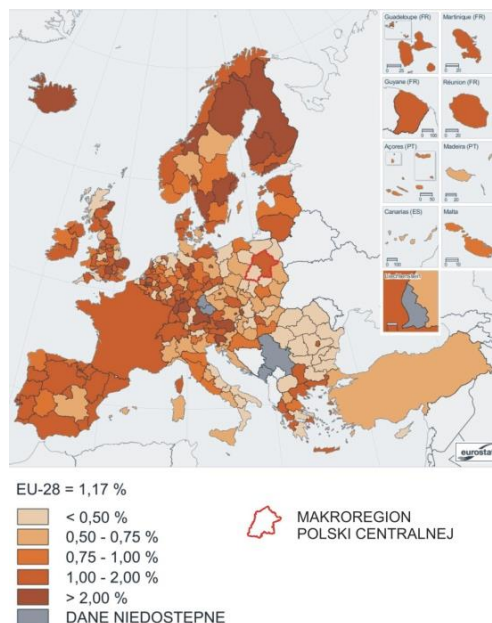 Guadeloupe (FR)
Martinique (FR)
Guyane (FR)
Réunion (FR)
Açores (PT)
Madeira (PT)
Canarias (ES)
Malta
Liechtenstein
eurostat
EU-28 = 1,17 %
< 0,50 %
0,50 - 0,75 %
0,75 - 1,00 %
1,00 - 2,00 %
> 2,00 %
DANE NIEDOSTĘPNE
MAKROREGION
POLSKI CENTRALNEJ